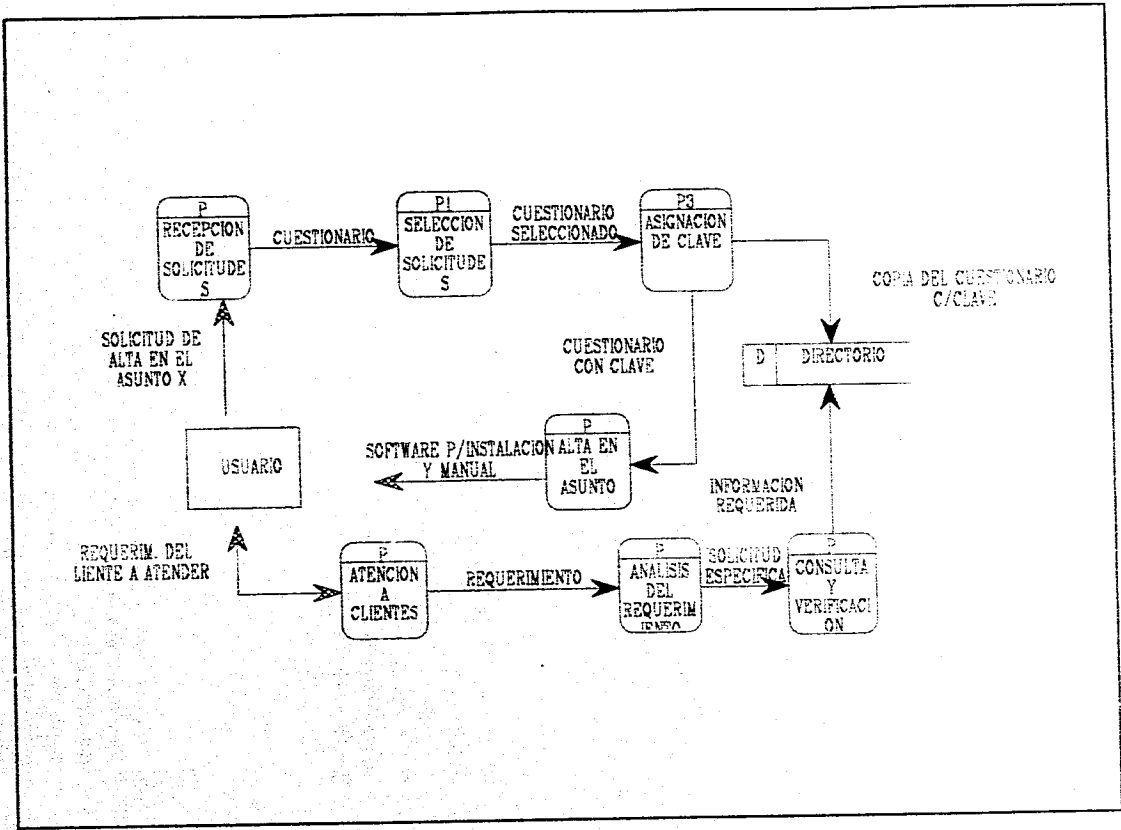 P
RECEPCION
DE
SOLICITUDE
S
CUESTIONARIO
P1
SELECCION
DE
SOLICITUDE
S
CUESTIONARIO
SELECCIONADO
P3
ASIGNACION
DE CLAVE
COPIA DEL CUESTIONARIO
C/CLAVE
SOLICITUD DE
ALTA EN EL
ASUNTO X
CUESTIONARIO
CON CLAVE
D DIRECTORIO
USUARIO
SOFTWARE P/INSTALACION
Y MANUAL
P
ALTA EN
EL
ASUNTO
INFORMACION
REQUERIDA
REQUERIM. DEL
LIENTE A ATENDER
P
ATENCION
A
CLIENTES
REQUERIMIENTO
P
ANALISIS
DEL
REQUERIM
IENTO
SOLICITUD
ESPECIFICA
P
CONSULTA
Y
VERIFICACI
ON